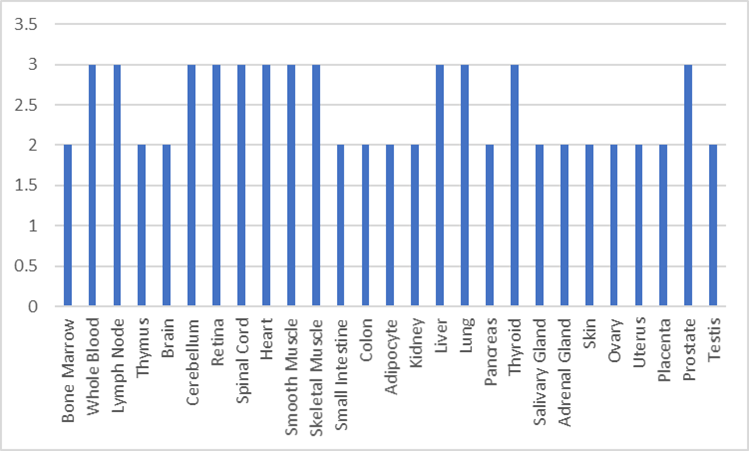 3.5
3
2.5
2
1.5
1
0.5
0
Bone Marrow
Whole Blood
Lymph Node
Thymus
Brain
Cerebellum
Retina
Spinal Cord
Heart
Smooth Muscle
Skeletal Muscle
Small Intestine
Colon
Adipocyte
Kidney
Liver
Lung
Pancreas
Thyroid
Salivary Gland
Adrenal Gland
Skin
Ovary
Uterus
Placenta
Prostate
Testis